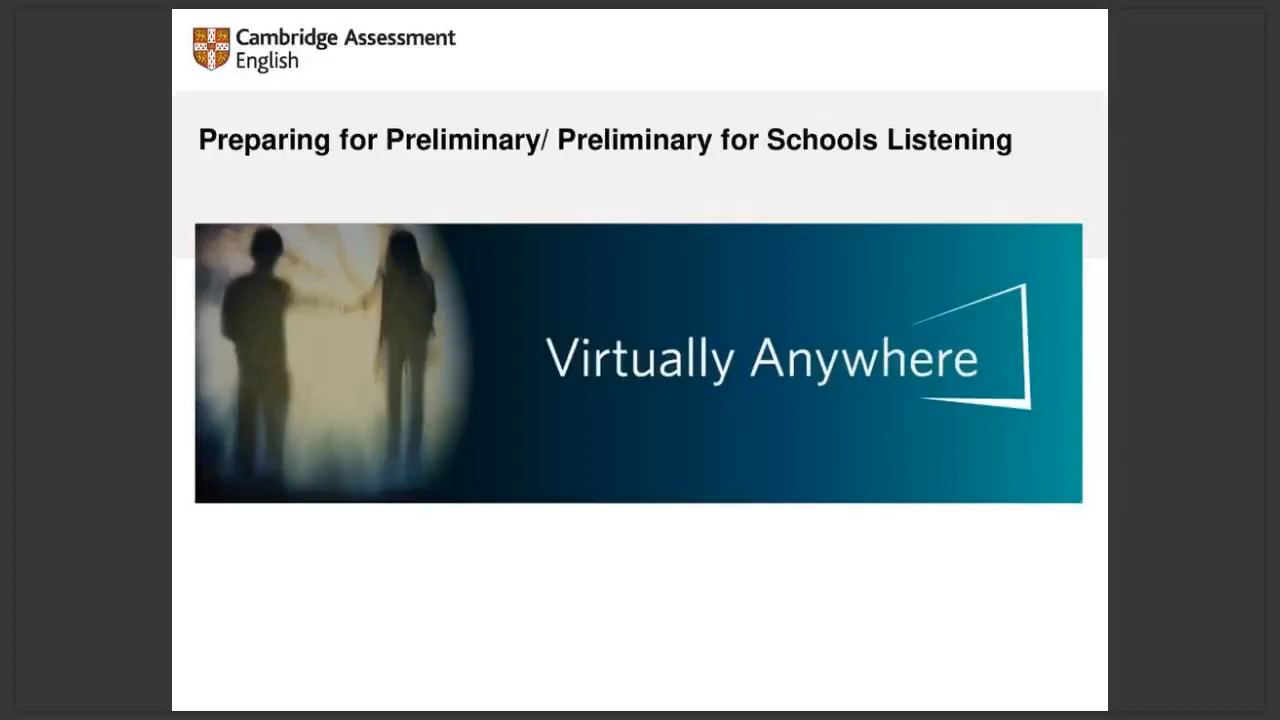 Cambridge Assessment
English
Preparing for Preliminary/ Preliminary for Schools Listening
Virtually Anywhere